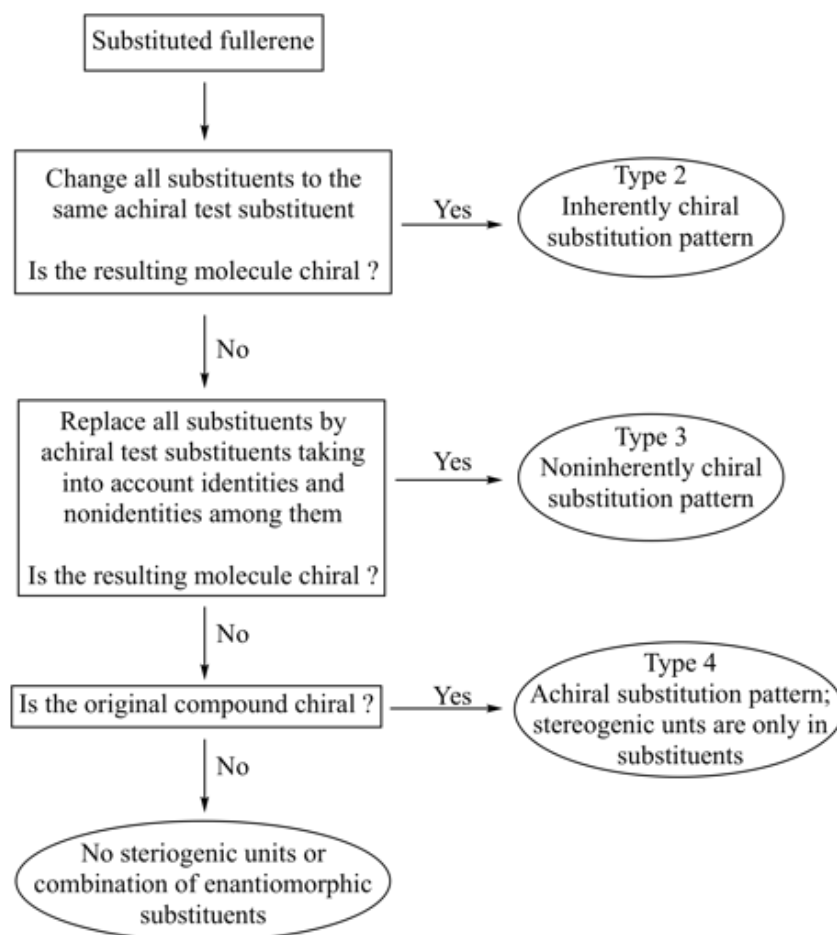 Substituted fullerene
Change all substituents to the
same achiral test substituent
Is the resulting molecule chiral ?
Yes
Type 2
Inherently chiral
substitution pattern
No
Replace all substituents by
achiral test substituents taking
into account identities and
nonidentities among them
Is the resulting molecule chiral ?
Yes
Type 3
Noninherently chiral
substitution pattern
No
Is the original compound chiral ?
Yes
Type 4
Achiral substitution pattern;
stereogenic unts are only in
substituents
No
No steriogenic units or
combination of enantiomorphic
substituents